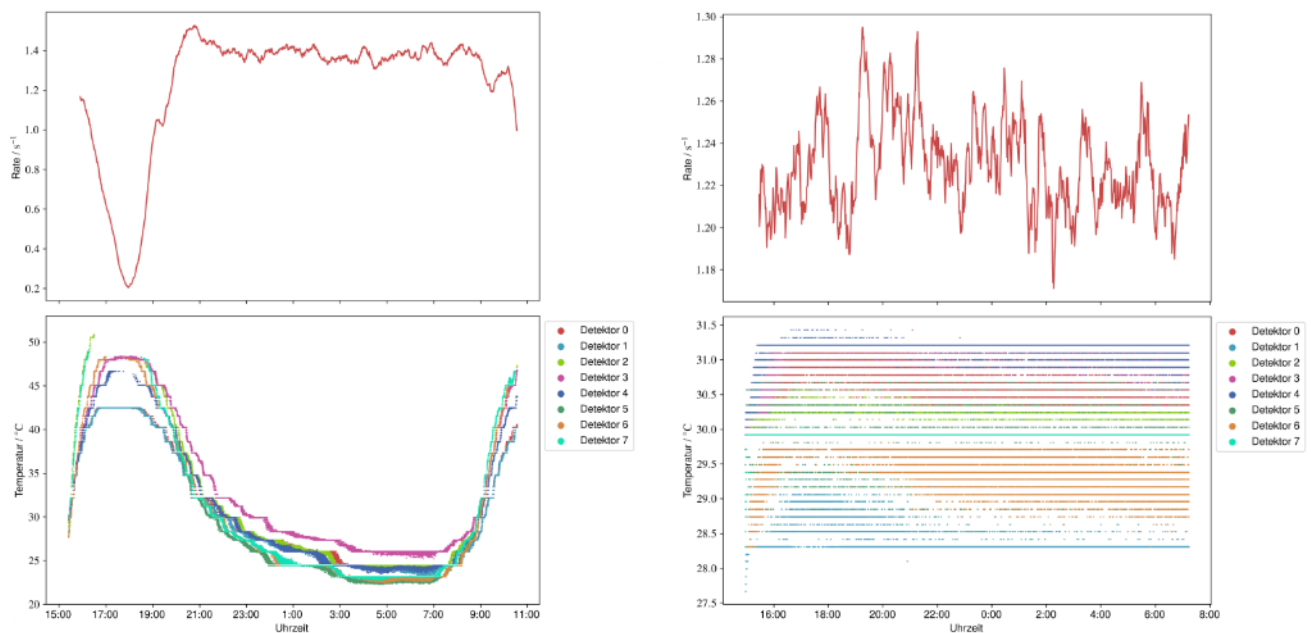 Rate / s⁻¹
1.4
1.2
1.0
0.8
0.6
0.4
0.2
Temperatur / °C
50
45
40
35
30
25
20
15:00 17:00 19:00 21:00 23:00 1:00 3:00 5:00 7:00 9:00 11:00
Uhrzeit
Detektor 0
Detektor 1
Detektor 2
Detektor 3
Detektor 4
Detektor 5
Detektor 6
Detektor 7
Rate / s⁻¹
1.30
1.28
1.26
1.24
1.22
1.20
1.18
Temperatur / °C
31.5
31.0
30.5
30.0
29.5
29.0
28.5
28.0
27.5
16:00 18:00 20:00 22:00 0:00 2:00 4:00 7:00 8:00
Uhrzeit
Detektor 0
Detektor 1
Detektor 2
Detektor 3
Detektor 4
Detektor 5
Detektor 6
Detektor 7